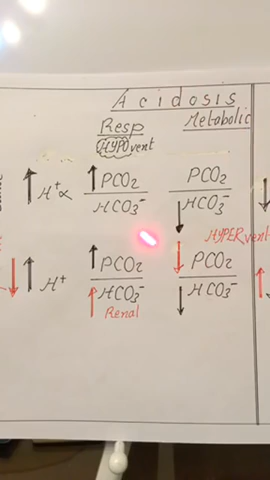 Acidosis
Resp Metabolic
HYPOvent
↑ H⁺ ∝ ↑ PCO₂ / HCO₃⁻ PCO₂ / ↓ HCO₃⁻
HYPERvent
↓ ↑ H⁺ ↑ PCO₂ / ↑ HCO₃⁻ ↓ PCO₂ / ↓ HCO₃⁻
Renal